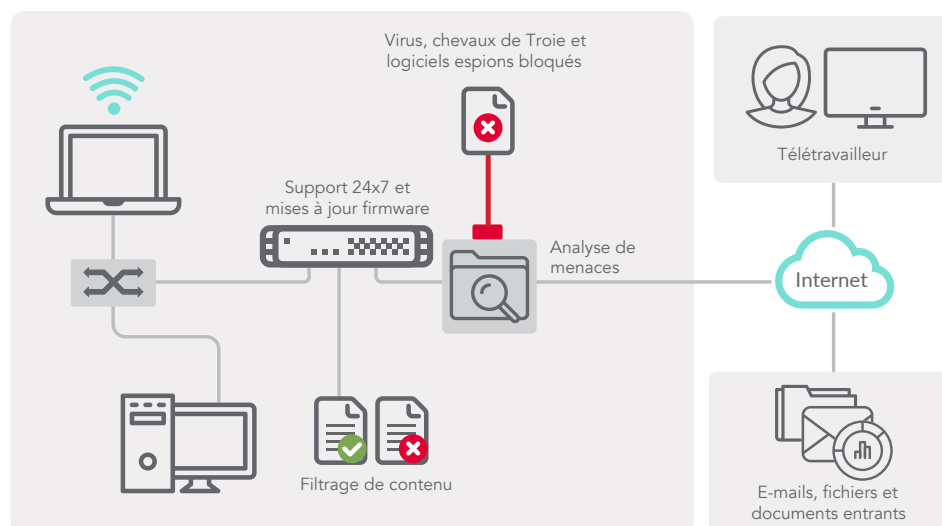 Virus, chevaux de Troie et
logiciels espions bloqués
Télétravailleur
Support 24x7 et
mises à jour firmware
Analyse de
menaces
Internet
Filtrage de contenu
E-mails, fichiers et
documents entrants